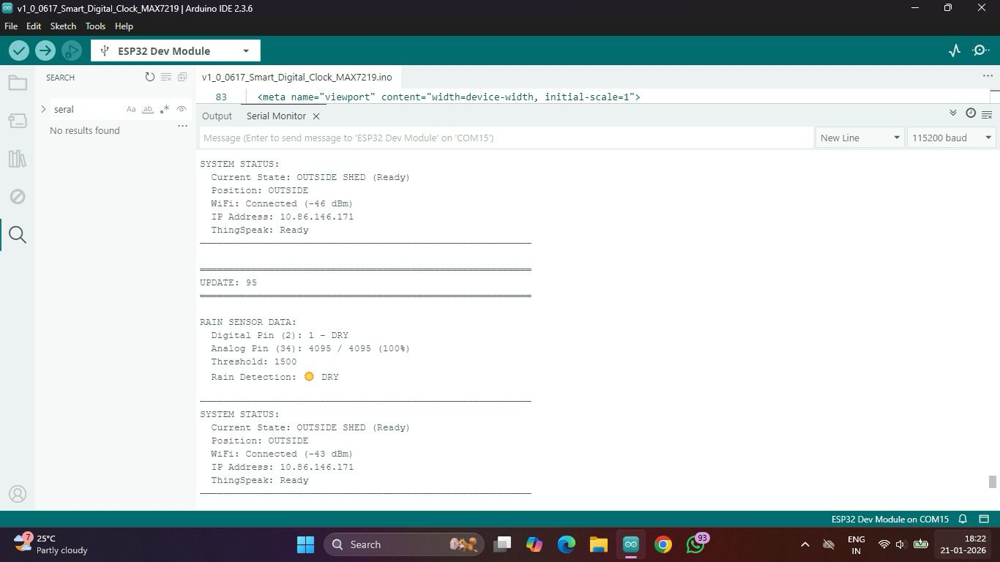 v1_0_0617_Smart_Digital_Clock_MAX7219 | Arduino IDE 2.3.6
File Edit Sketch Tools Help
ESP32 Dev Module
SEARCH
v1_0_0617_Smart_Digital_Clock_MAX7219.ino
83 <meta name="viewport" content="width=device-width, initial-scale=1">
seral
Aa ab
No results found
Output Serial Monitor
Message (Enter to send message to 'ESP32 Dev Module' on 'COM15')
New Line
115200 baud
SYSTEM STATUS:
Current State: OUTSIDE SHED (Ready)
Position: OUTSIDE
WiFi: Connected (-46 dBm)
IP Address: 10.86.146.171
ThingSpeak: Ready
UPDATE: 95
RAIN SENSOR DATA:
Digital Pin (2): 1 - DRY
Analog Pin (34): 4095 / 4095 (100%)
Threshold: 1500
Rain Detection: ☀ DRY
SYSTEM STATUS:
Current State: OUTSIDE SHED (Ready)
Position: OUTSIDE
WiFi: Connected (-43 dBm)
IP Address: 10.86.146.171
ThingSpeak: Ready
ESP32 Dev Module on COM15
7
25°C
Partly cloudy
Search
93
ENG
IN
18:22
21-01-2026